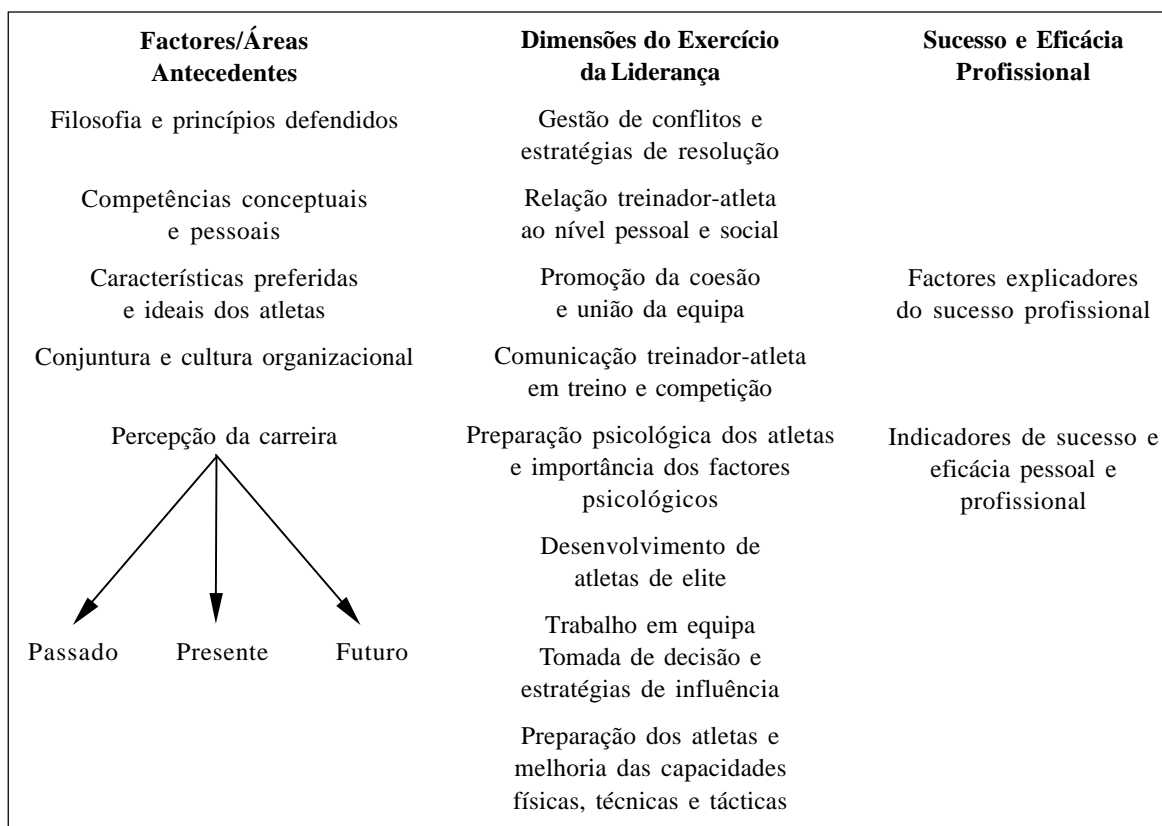 Factores/Áreas
Antecedentes
Filosofia e princípios defendidos
Competências conceptuais
e pessoais
Características preferidas
e ideais dos atletas
Conjuntura e cultura organizacional
Percepção da carreira
Passado Presente Futuro
Dimensões do Exercício
da Liderança
Gestão de conflitos e
estratégias de resolução
Relação treinador-atleta
ao nível pessoal e social
Promoção da coesão
e união da equipa
Comunicação treinador-atleta
em treino e competição
Preparação psicológica dos atletas
e importância dos factores
psicológicos
Desenvolvimento de
atletas de elite
Trabalho em equipa
Tomada de decisão e
estratégias de influência
Preparação dos atletas e
melhoria das capacidades
físicas, técnicas e tácticas
Sucesso e Eficácia
Profissional
Factores explicadores
do sucesso profissional
Indicadores de sucesso e
eficácia pessoal e
profissional